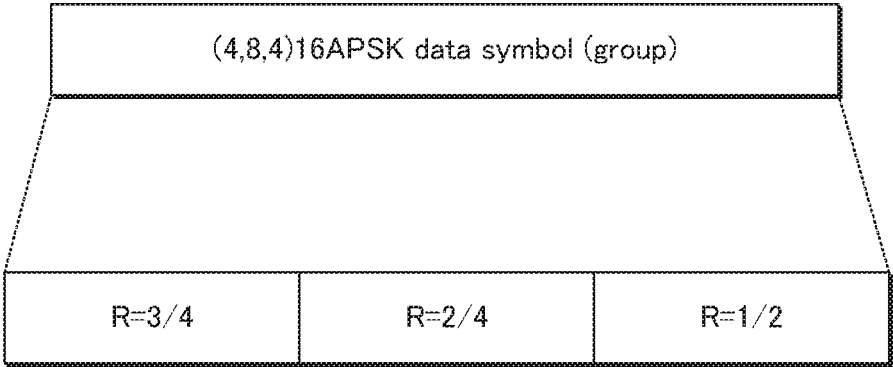 (4,8,4)16APSK data symbol (group)
R=3/4
R=2/4
R=1/2